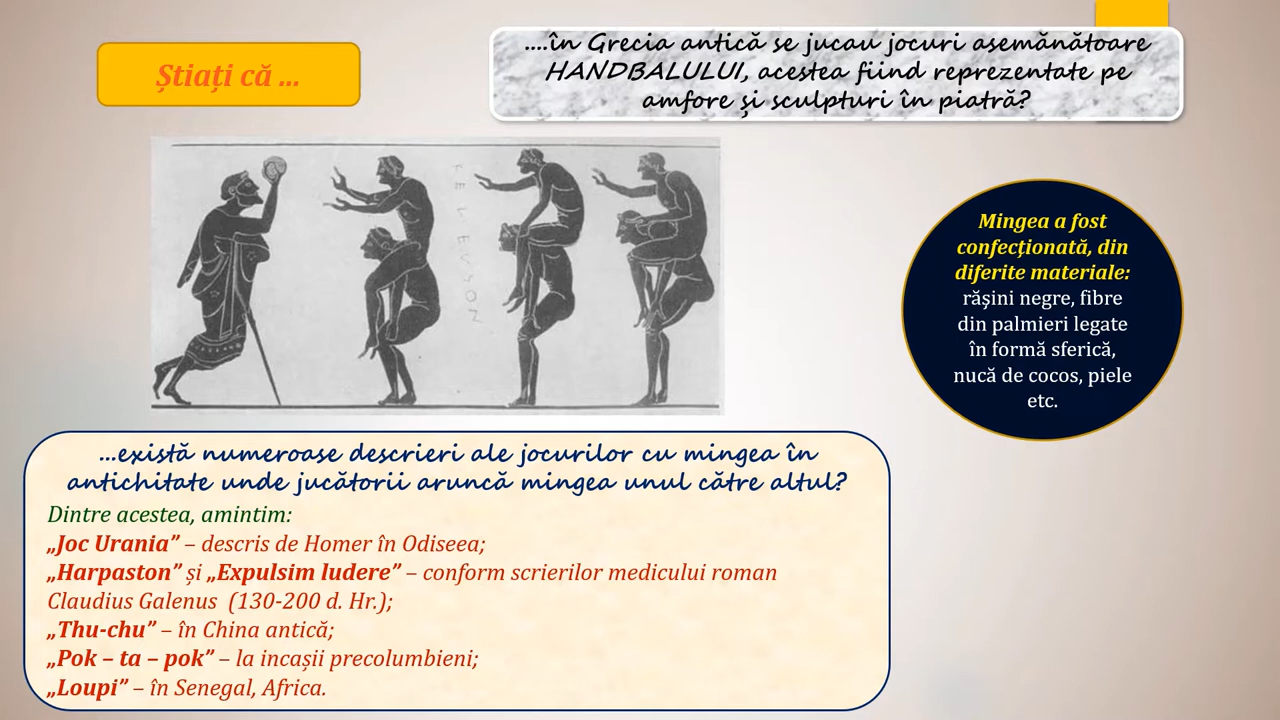 Știați că ...
....în Grecia antică se jucau jocuri asemănătoare
HANDBALULUI, acestea fiind reprezentate pe
amfore și sculpturi în piatră?
Mingea a fost
confecționată, din
diferite materiale:
rășini negre, fibre
din palmieri legate
în formă sferică,
nucă de cocos, piele
etc.
...există numeroase descrieri ale jocurilor cu mingea în
antichitate unde jucătorii aruncă mingea unul către altul?
Dintre acestea, amintim:
„Joc Urania” – descris de Homer în Odiseea;
„Harpaston” și „Expulsim ludere” – conform scrierilor medicului roman
Claudius Galenus (130-200 d. Hr.);
„Thu-chu” – în China antică;
„Pok – ta – pok” – la incașii precolumbieni;
„Loupi” – în Senegal, Africa.